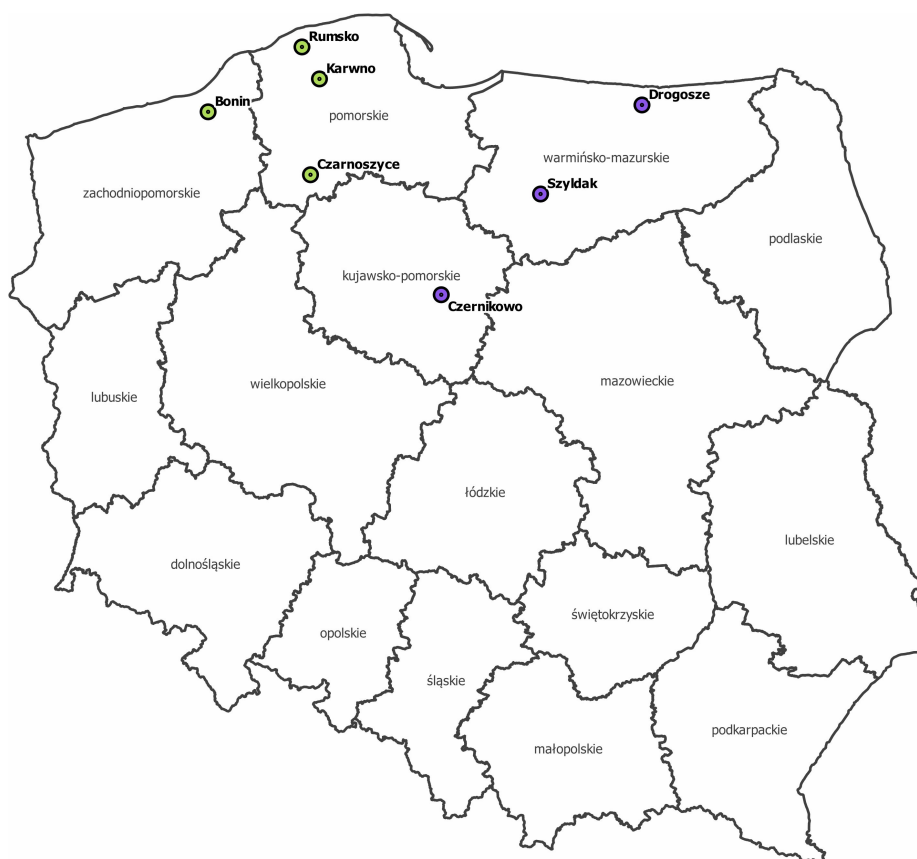 Rumsko
Karwno
Bonin
Drogosze
pomorskie
warmińsko-mazurskie
Czarnoszyce
Szyldak
zachodniopomorskie
podlaskie
kujawsko-pomorskie
Czernikowo
mazowieckie
wielkopolskie
lubuskie
łódzkie
lubelskie
dolnośląskie
świętokrzyskie
opolskie
śląskie
podkarpackie
małopolskie